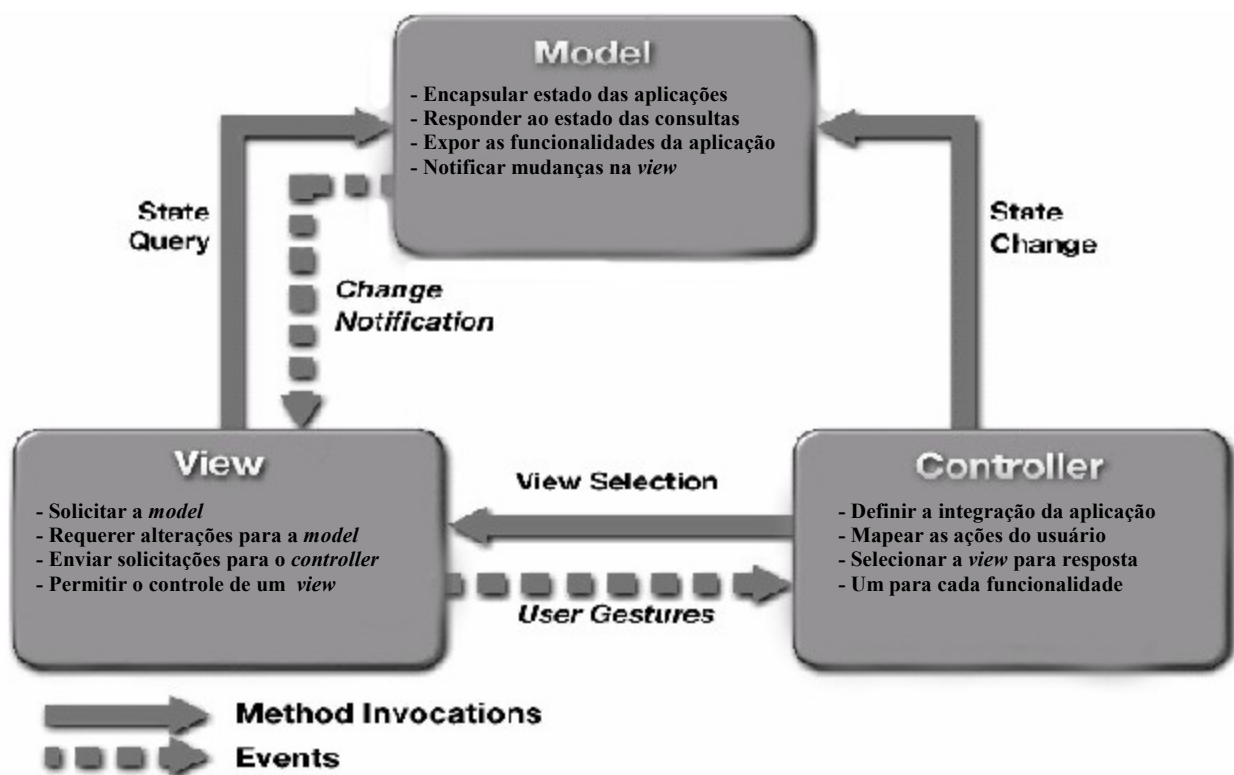 Model
- Encapsular estado das aplicações
- Responder ao estado das consultas
- Expor as funcionalidades da aplicação
- Notificar mudanças na view
State
Query
State
Change
Change
Notification
View
- Solicitar a model
- Requerer alterações para a model
- Enviar solicitações para o controller
- Permitir o controle de um view
View Selection
User Gestures
Controller
- Definir a integração da aplicação
- Mapear as ações do usuário
- Selecionar a view para resposta
- Um para cada funcionalidade
Method Invocations
Events